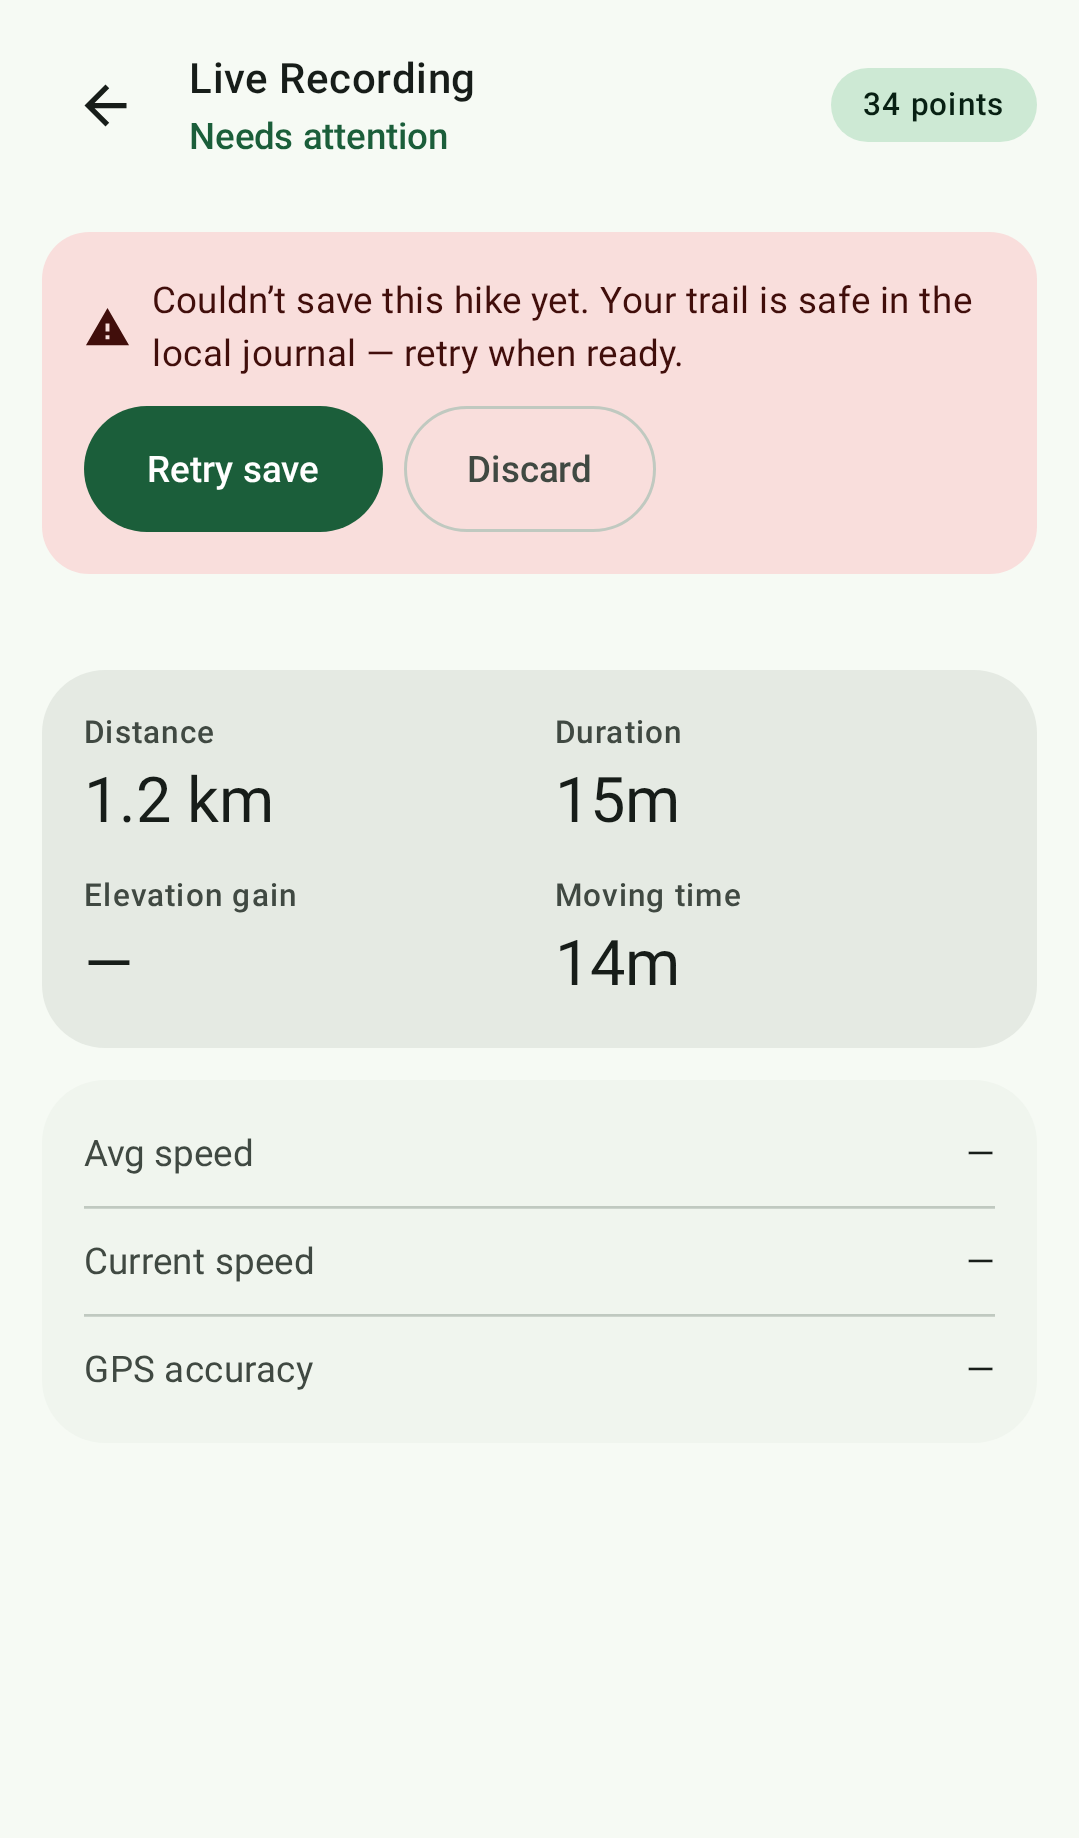 Live Recording
Needs attention
34 points
Couldn’t save this hike yet. Your trail is safe in the
local journal — retry when ready.
Retry save
Discard
Distance
1.2 km
Duration
15m
Elevation gain
—
Moving time
14m
Avg speed
—
Current speed
—
GPS accuracy
—